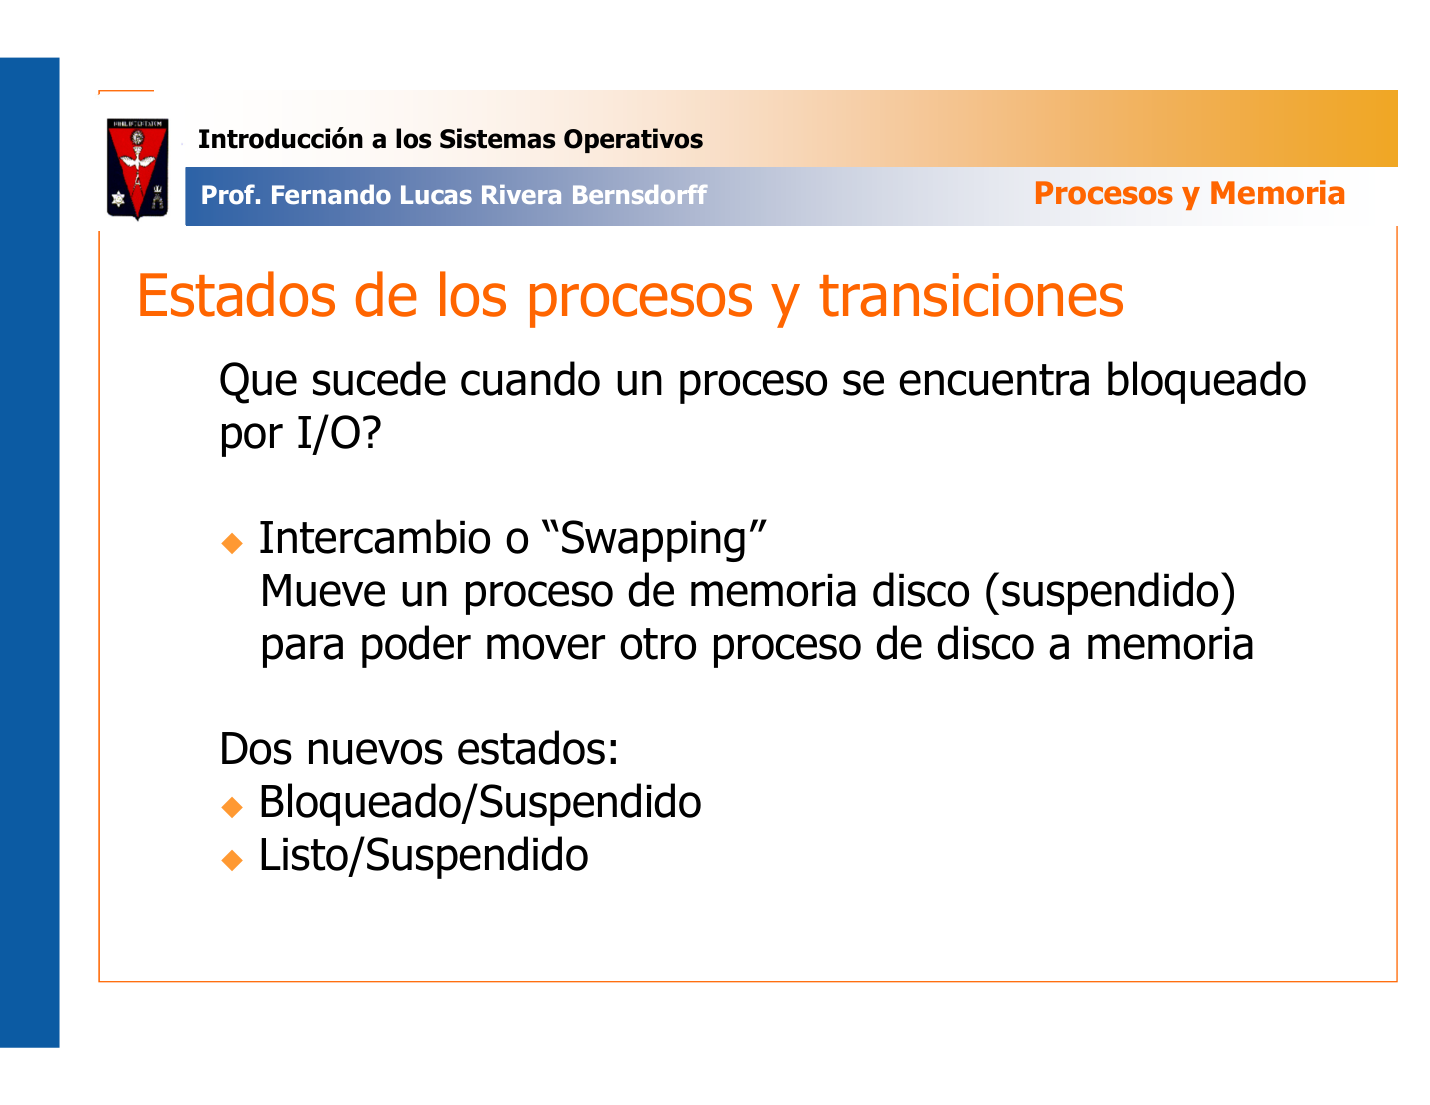 Introducción a los Sistemas Operativos
Prof. Fernando Lucas Rivera Bernsdorff
Procesos y Memoria
Estados de los procesos y transiciones
Que sucede cuando un proceso se encuentra bloqueado
por I/O?
Intercambio o “Swapping”
Mueve un proceso de memoria disco (suspendido)
para poder mover otro proceso de disco a memoria
Dos nuevos estados:
Bloqueado/Suspendido
Listo/Suspendido